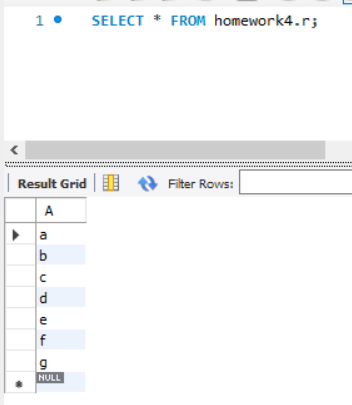 1 SELECT * FROM homework4.r;
Result Grid Filter Rows:
A
a
b
c
d
e
f
g
NULL